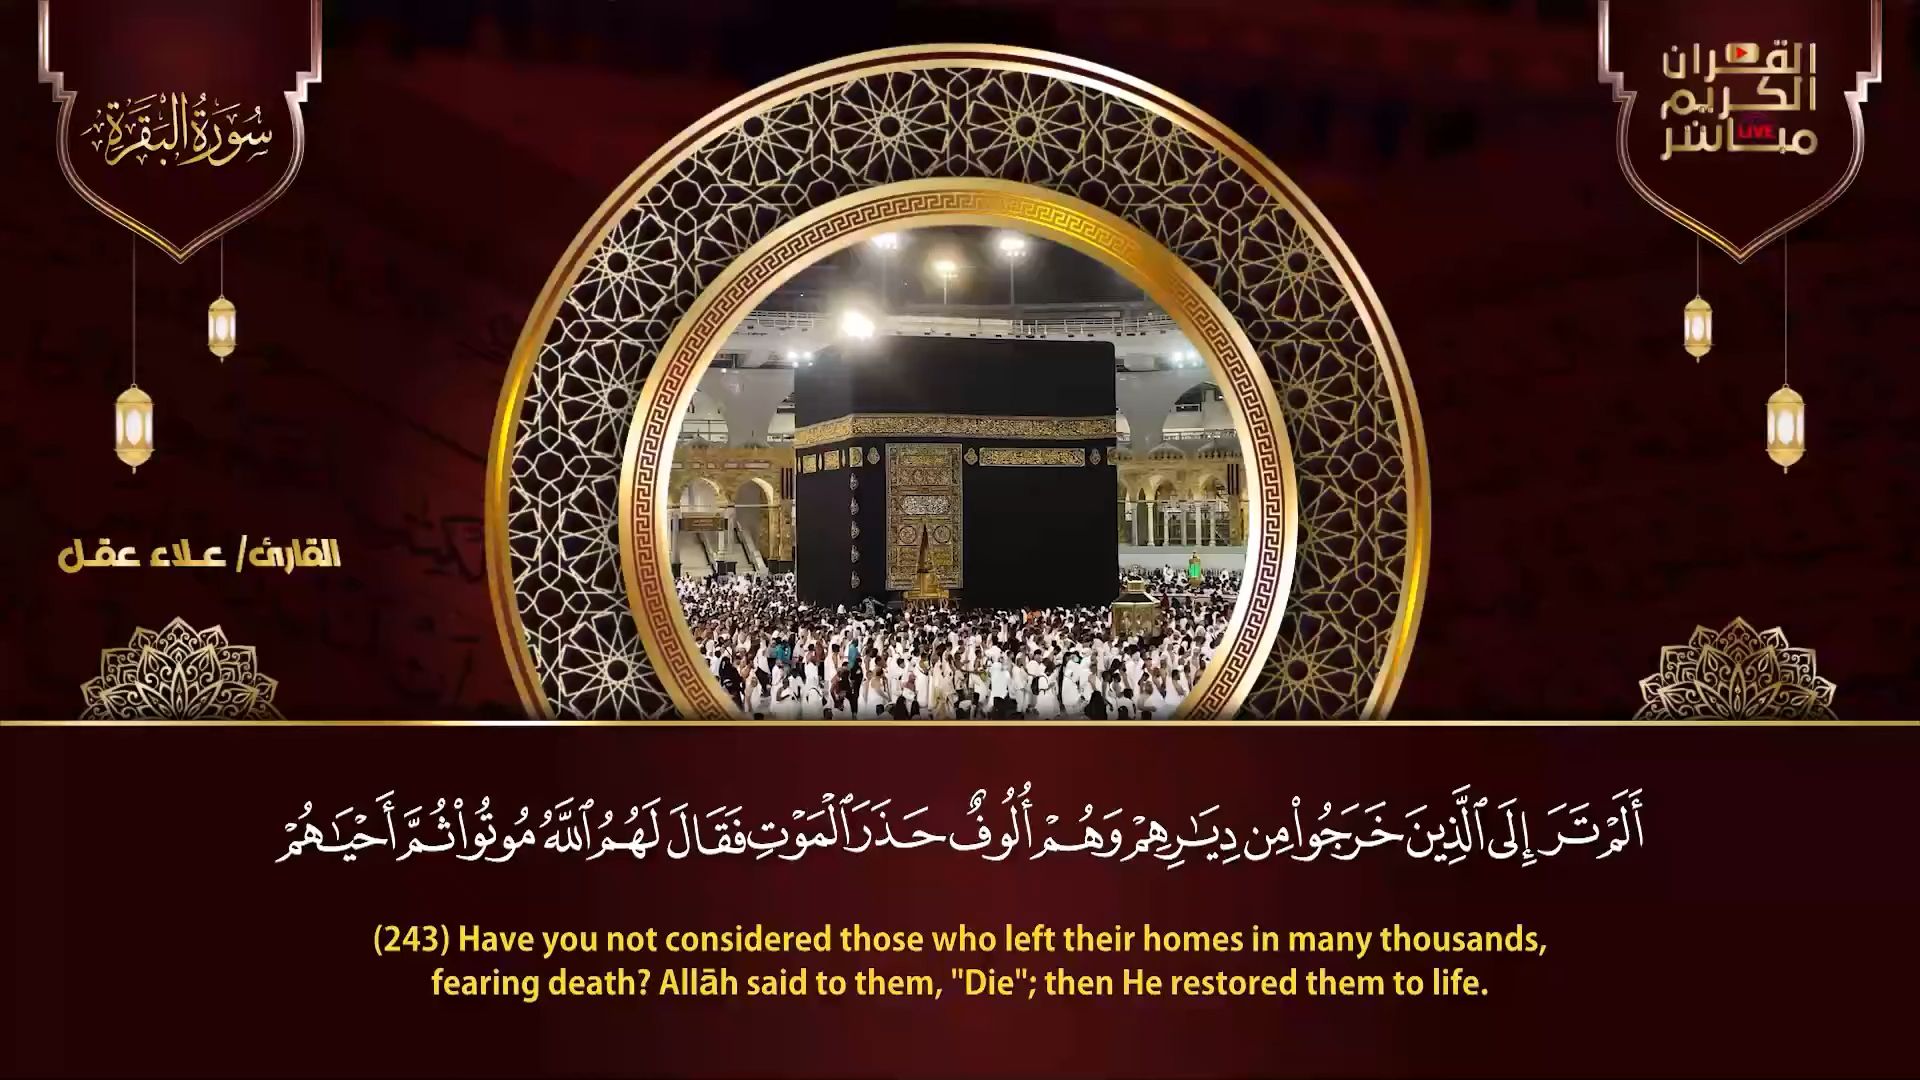 سُورَةُ البَقَرَةِ
القرآن
الكريم
مباشر
LIVE
القارئ/ علاء عقل
أَلَمْ تَرَ إِلَى ٱلَّذِينَ خَرَجُوا۟ مِن دِيَـٰرِهِمْ وَهُمْ أُلُوفٌ حَذَرَ ٱلْمَوْتِ فَقَالَ لَهُمُ ٱللَّهُ مُوتُوا۟ ثُمَّ أَحْيَـٰهُمْ
(243) Have you not considered those who left their homes in many thousands,
fearing death? Allāh said to them, "Die"; then He restored them to life.